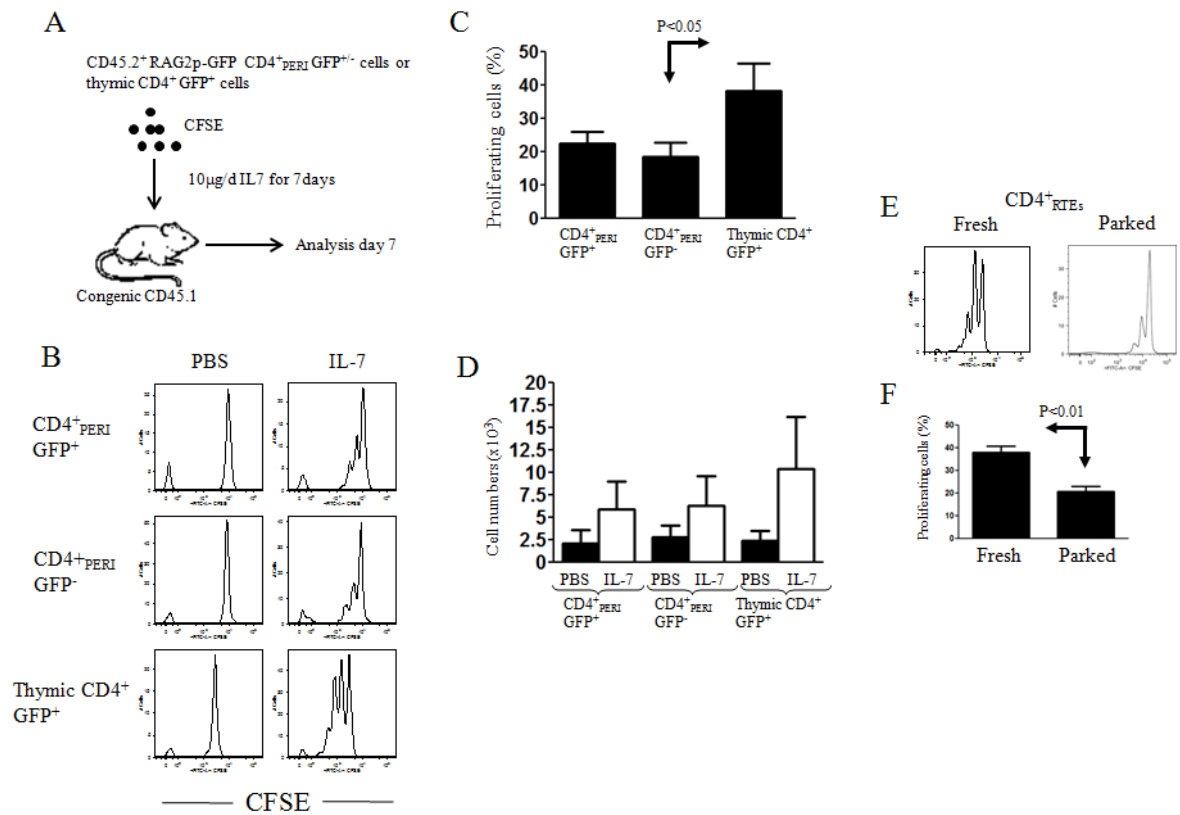 A
CD45.2+ RAG2p-GFP CD4+PERI GFP+/- cells or
thymic CD4+ GFP+ cells
CFSE
10μg/d IL7 for 7days
Analysis day 7
Congenic CD45.1
B
PBS
IL-7
CD4+PERI
GFP+
CD4+PERI
GFP-
Thymic CD4+
GFP+
CFSE
C
P<0.05
Proliferating cells (%)
50
40
30
20
10
0
CD4+PERI
GFP+
CD4+PERI
GFP-
Thymic CD4+
GFP+
D
Cell numbers(x10³)
20
17.5
15
12.5
10
7.5
5
2.5
0
PBS IL-7 PBS IL-7 PBS IL-7
CD4+PERI
GFP+
CD4+PERI
GFP-
Thymic CD4+
GFP+
E
CD4+RTEs
Fresh
Parked
# Cells
# Cells
F
P<0.01
Proliferating cells (%)
50
40
30
20
10
0
Fresh
Parked